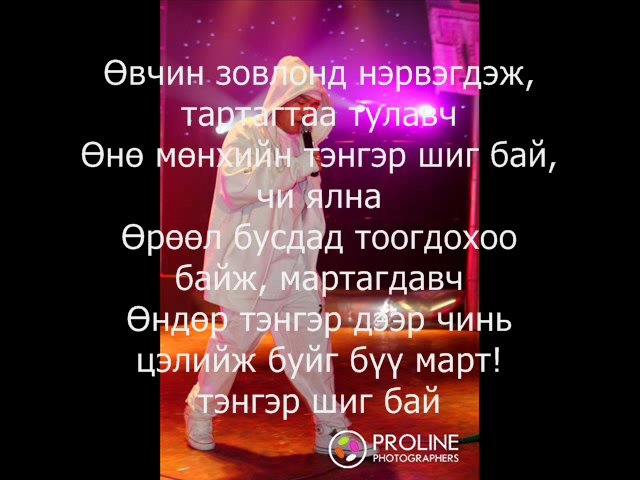 Өвчин зовлонд нэрвэгдэж,
тартагтаа тулавч
Өнө мөнхийн тэнгэр шиг бай,
чи ялна
Өрөөл бусдад тоогдохоо
байж, мартагдавч
Өндөр тэнгэр дээр чинь
цэлийж буйг бүү март!
тэнгэр шиг бай
PROLINE
PHOTOGRAPHERS